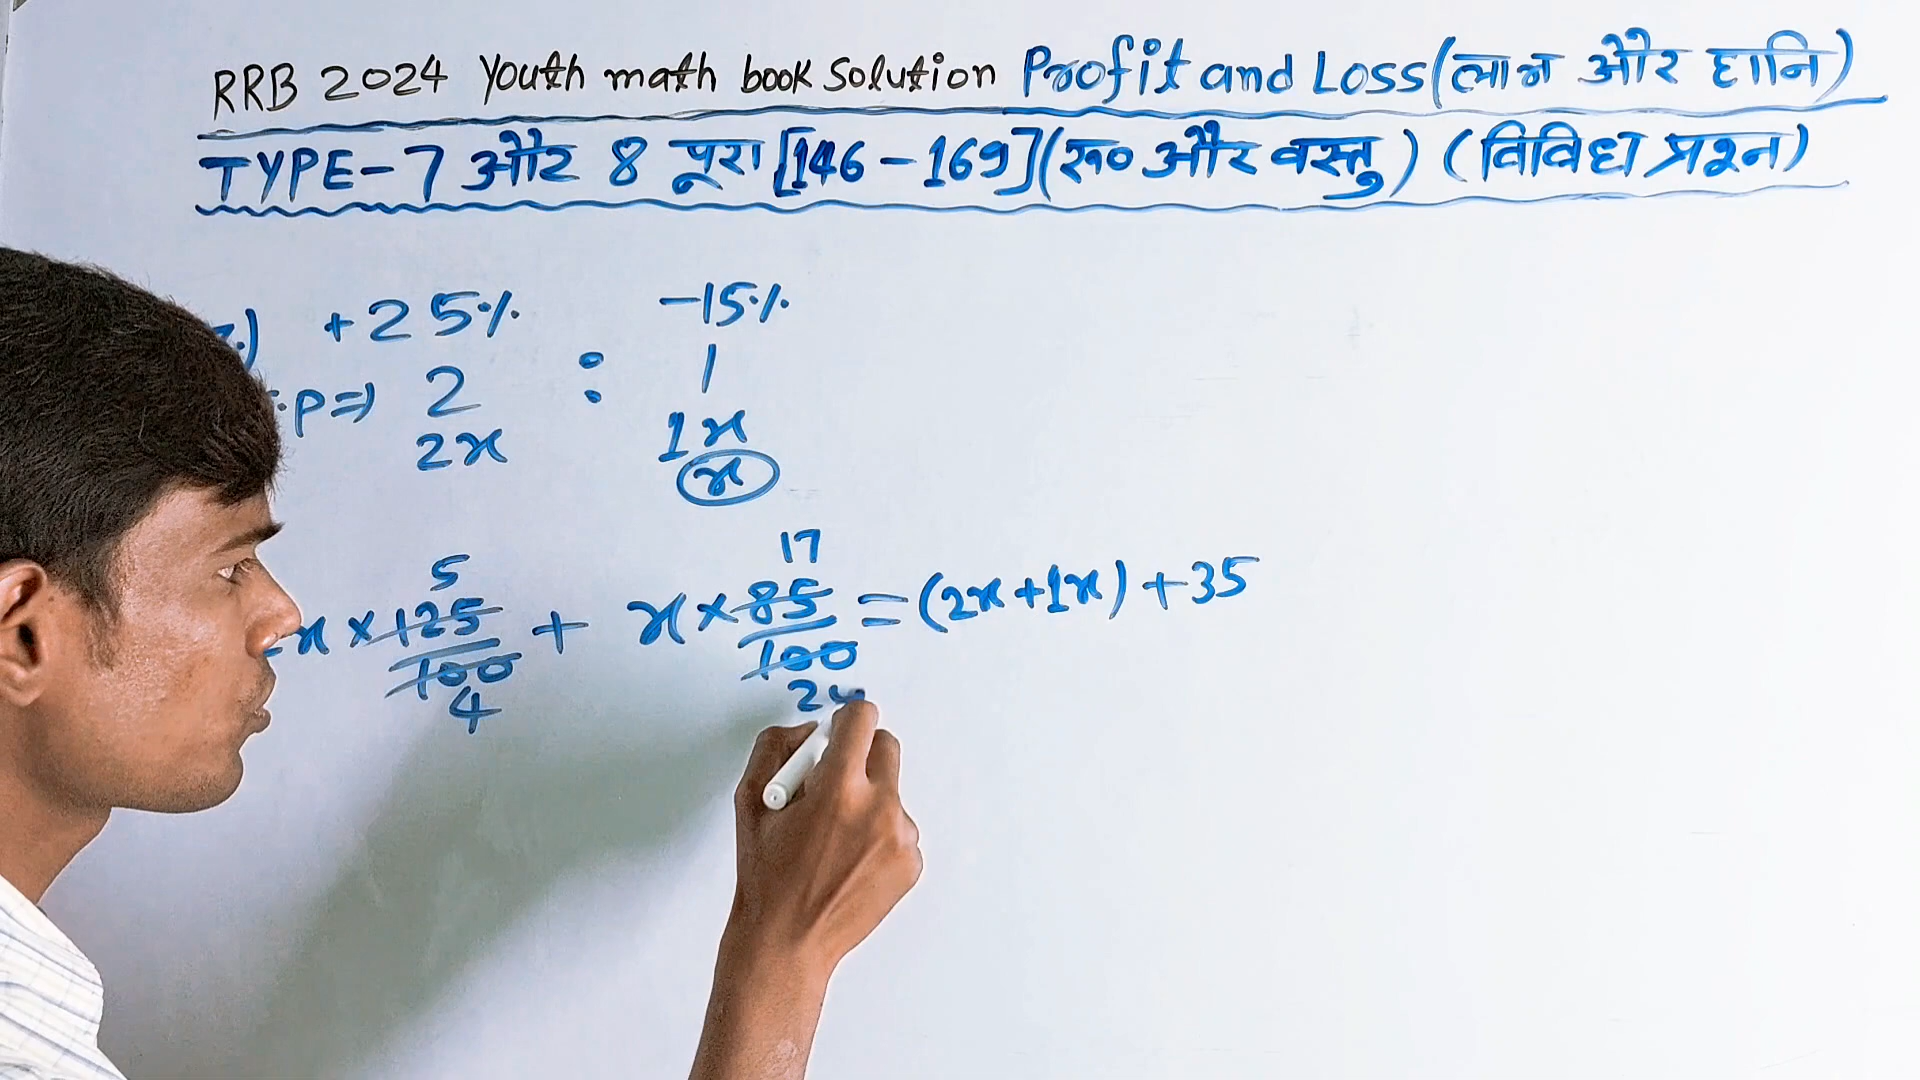 RRB 2024 Youth math book Solution Profit and Loss (लाभ और हानि)
TYPE-7 और 8 पूरा [146-169] (रु० और वस्तु) (विविध प्रश्न)
+25% -15%
P⇒ 2 : 1
2x 1x
x
5 17
x × 125/100 + x × 85/100 = (2x+1x)+35
4 2